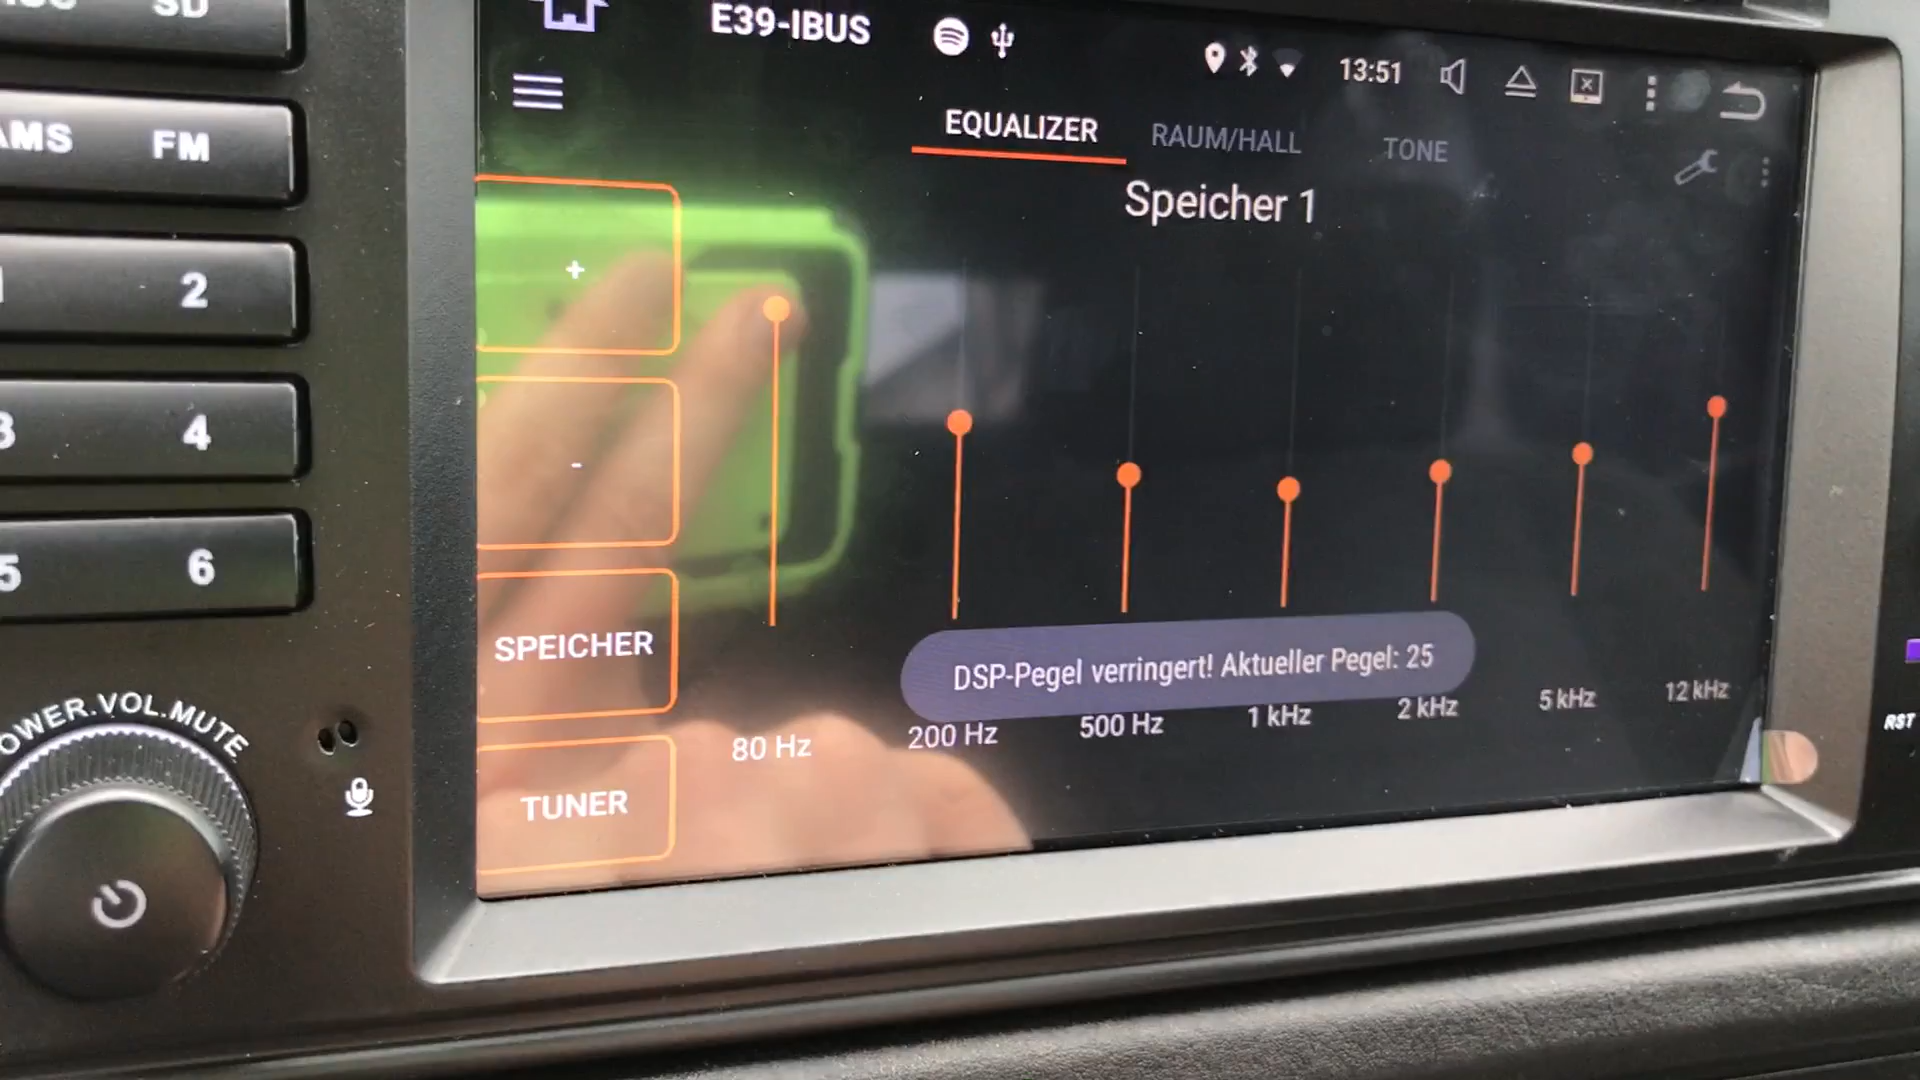 SD
E39-IBUS
13:51
AMS FM
EQUALIZER RAUM/HALL TONE
Speicher 1
+
2
-
3 4
5 6
SPEICHER
DSP-Pegel verringert! Aktueller Pegel: 25
80 Hz 200 Hz 500 Hz 1 kHz 2 kHz 5 kHz 12 kHz
TUNER
OWER.VOL.MUTE
RST